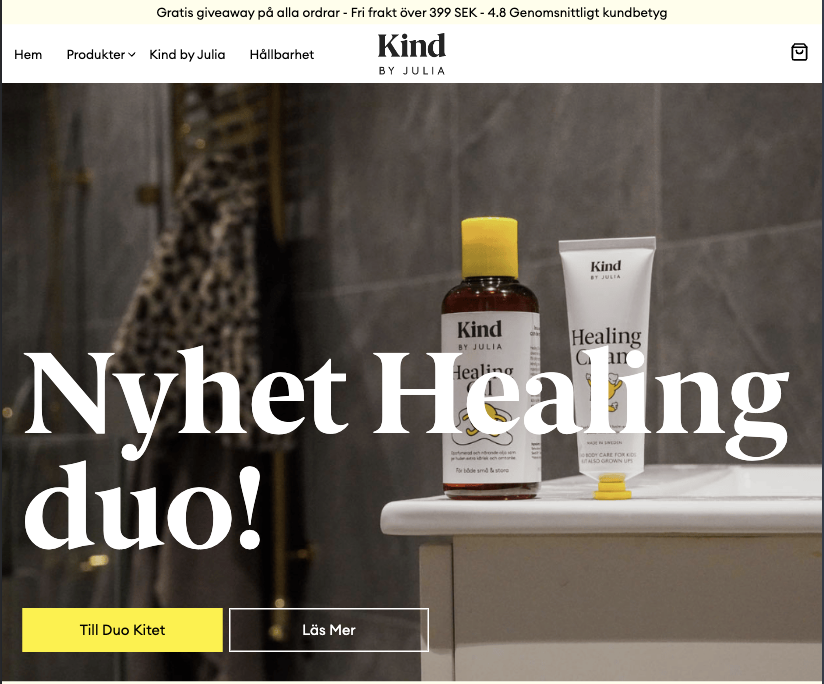 Gratis giveaway på alla ordrar - Fri frakt över 399 SEK - 4.8 Genomsnittligt kundbetyg
Hem Produkter Kind by Julia Hållbarhet
Kind
BY JULIA
Kind
BY JULIA
Healing
För både små & stora
Kind
BY JULIA
Healing
Cream
MADE IN SWEDEN
BODY CARE FOR KIDS
ALSO GROWN UPS
Nyhet Healing
duo!
Till Duo Kitet
Läs Mer